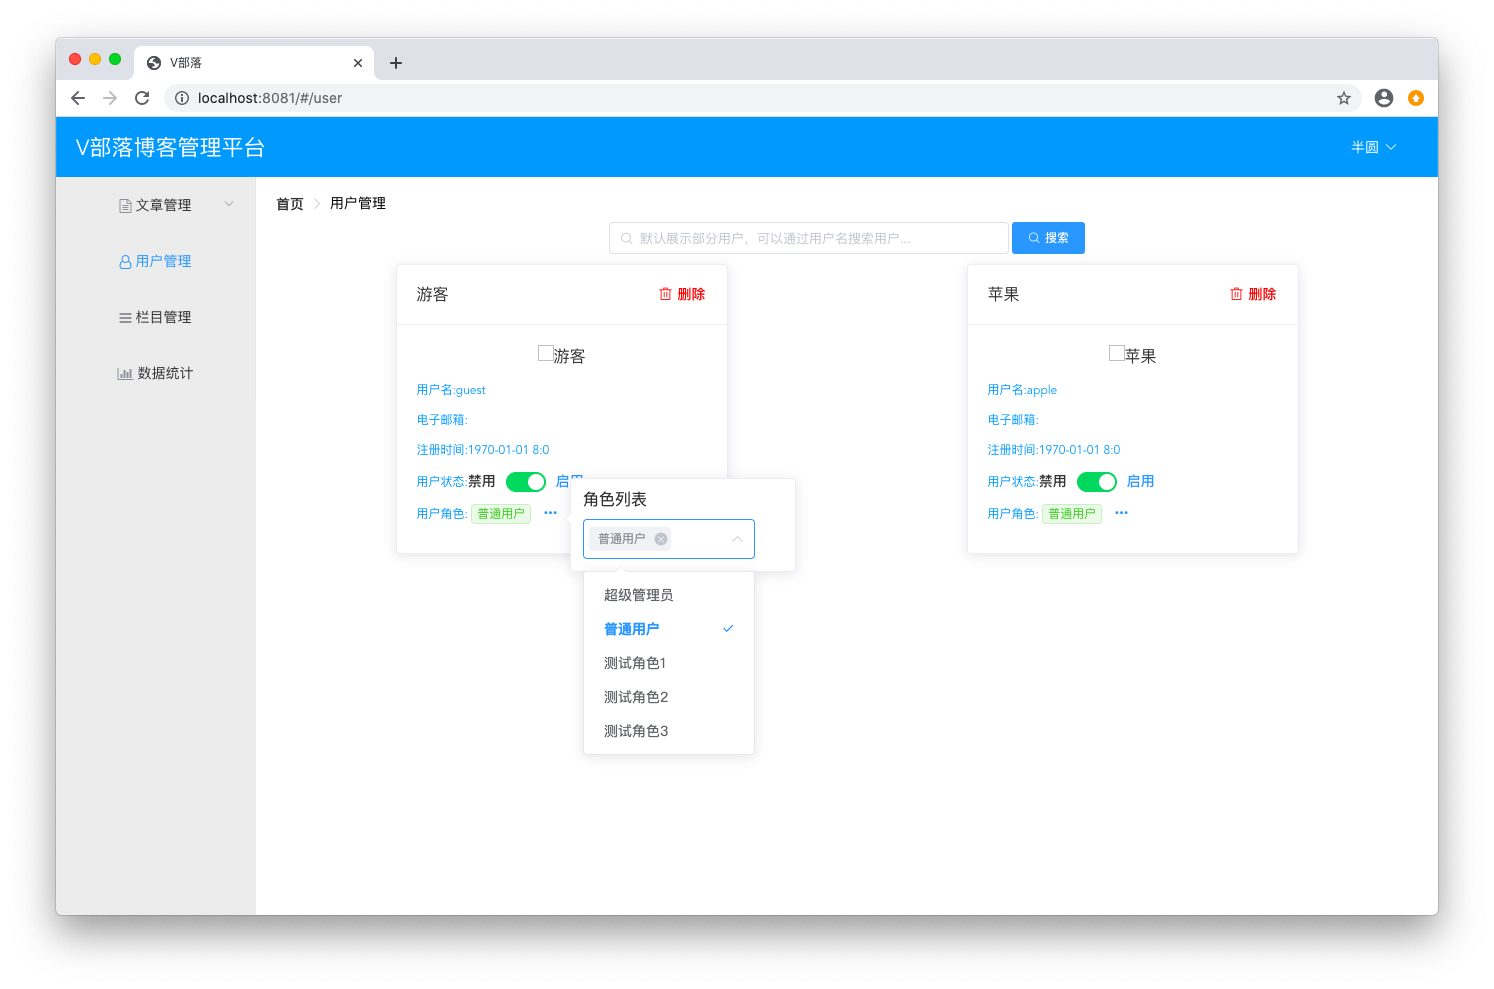 V部落
localhost:8081/#/user
V部落博客管理平台
半圆
文章管理
用户管理
栏目管理
数据统计
首页 用户管理
默认展示部分用户，可以通过用户名搜索用户...
搜索
游客 删除
游客
用户名:guest
电子邮箱:
注册时间:1970-01-01 8:0
用户状态:禁用 启用
用户角色: 普通用户 ···
角色列表
普通用户
超级管理员
普通用户
测试角色1
测试角色2
测试角色3
苹果 删除
苹果
用户名:apple
电子邮箱:
注册时间:1970-01-01 8:0
用户状态:禁用 启用
用户角色: 普通用户 ···